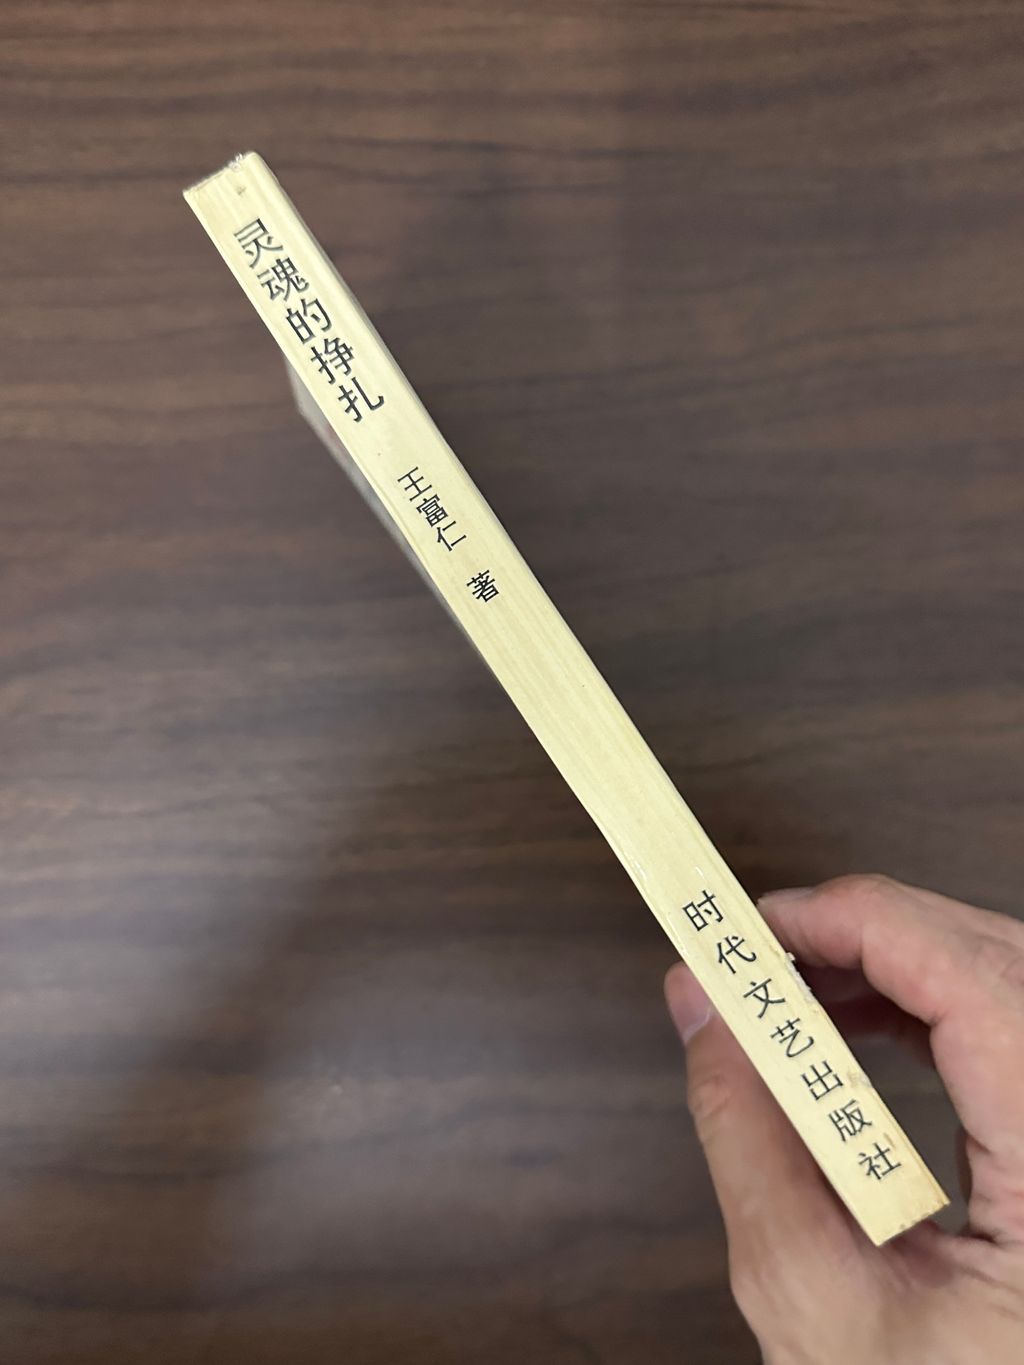 灵魂的挣扎
王富仁 著
时代文艺出版社